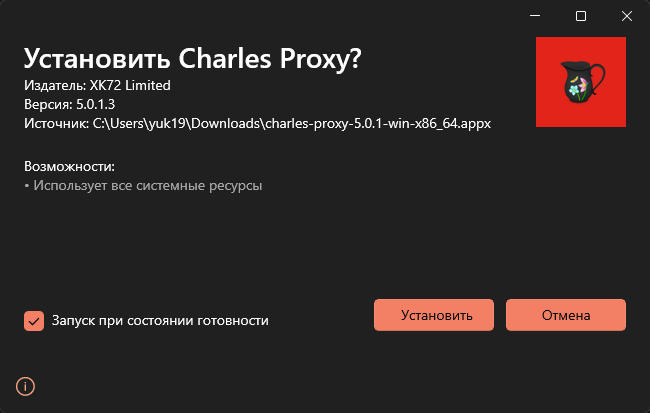 Установить Charles Proxy?
Издатель: XK72 Limited
Версия: 5.0.1.3
Источник: C:\Users\yuk19\Downloads\charles-proxy-5.0.1-win-x86_64.appx
Возможности:
• Использует все системные ресурсы
Запуск при состоянии готовности
Установить
Отмена